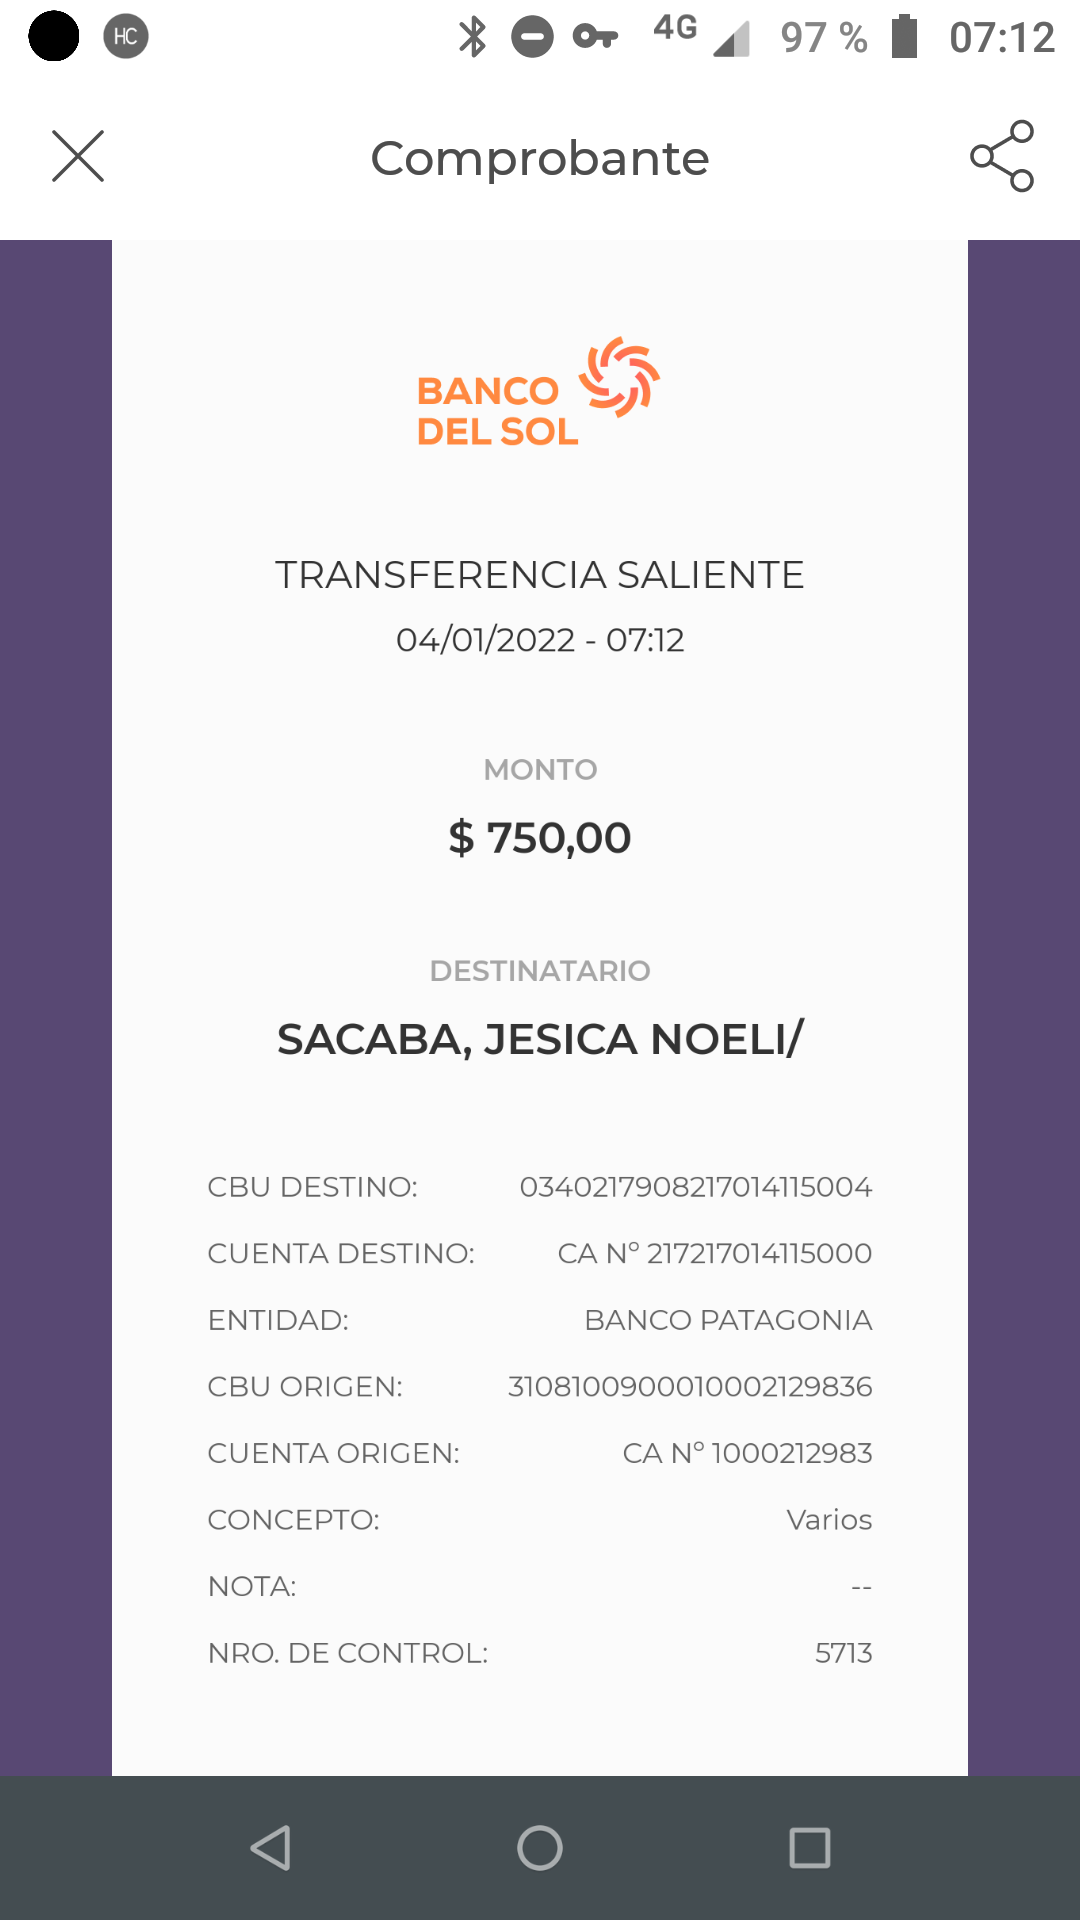 HC 4G 97 % 07:12
Comprobante
BANCO
DEL SOL
TRANSFERENCIA SALIENTE
04/01/2022 - 07:12
MONTO
$ 750,00
DESTINATARIO
SACABA, JESICA NOELI/
CBU DESTINO: 0340217908217014115004
CUENTA DESTINO: CA Nº 217217014115000
ENTIDAD: BANCO PATAGONIA
CBU ORIGEN: 3108100900010002129836
CUENTA ORIGEN: CA Nº 1000212983
CONCEPTO: Varios
NOTA: --
NRO. DE CONTROL: 5713